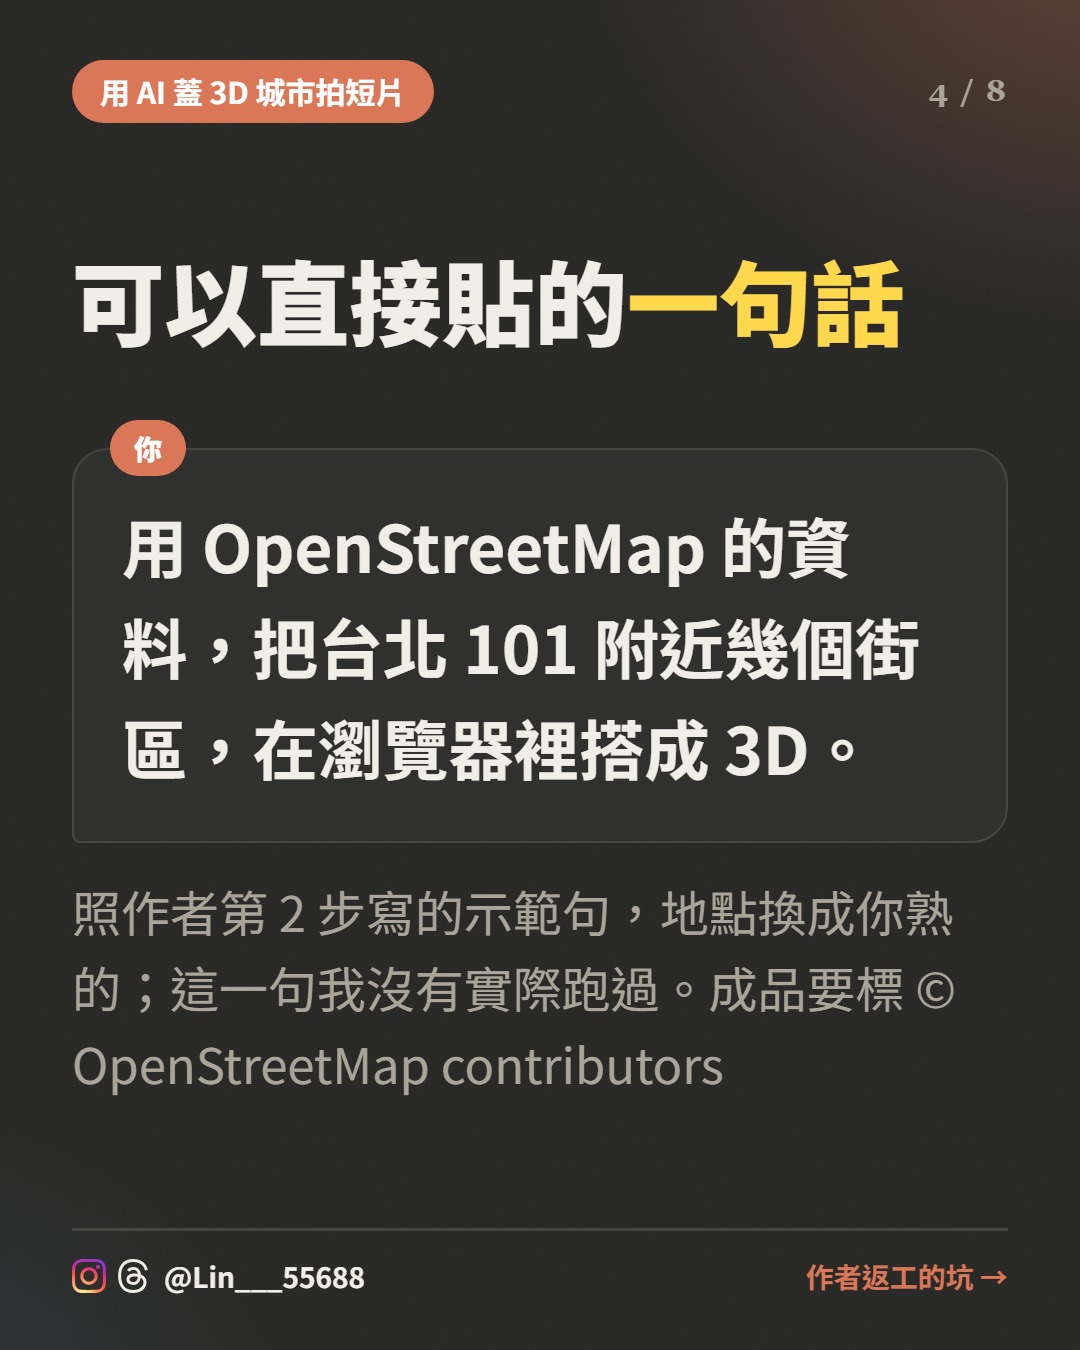 用 AI 蓋 3D 城市拍短片
4 / 8
可以直接貼的一句話
你
用 OpenStreetMap 的資
料，把台北 101 附近幾個街
區，在瀏覽器裡搭成 3D。
照作者第 2 步寫的示範句，地點換成你熟
的；這一句我沒有實際跑過。成品要標 ©
OpenStreetMap contributors
@Lin___55688
作者返工的坑 →